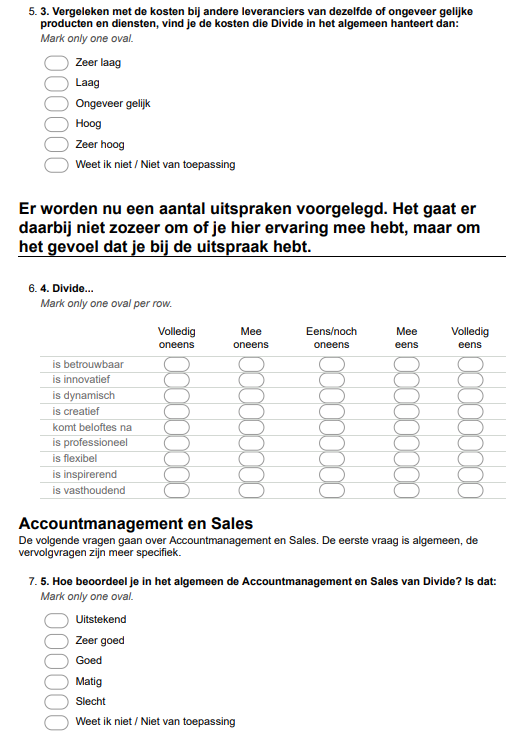 5. 3. Vergeleken met de kosten bij andere leveranciers van dezelfde of ongeveer gelijke
producten en diensten, vind je de kosten die Divide in het algemeen hanteert dan:
Mark only one oval.
Zeer laag
Laag
Ongeveer gelijk
Hoog
Zeer hoog
Weet ik niet / Niet van toepassing
Er worden nu een aantal uitspraken voorgelegd. Het gaat er
daarbij niet zozeer om of je hier ervaring mee hebt, maar om
het gevoel dat je bij de uitspraak hebt.
6. 4. Divide...
Mark only one oval per row.
Volledig oneens Mee oneens Eens/noch oneens Mee eens Volledig eens
is betrouwbaar
is innovatief
is dynamisch
is creatief
komt beloftes na
is professioneel
is flexibel
is inspirerend
is vasthoudend
Accountmanagement en Sales
De volgende vragen gaan over Accountmanagement en Sales. De eerste vraag is algemeen, de
vervolgvragen zijn meer specifiek.
7. 5. Hoe beoordeel je in het algemeen de Accountmanagement en Sales van Divide? Is dat:
Mark only one oval.
Uitstekend
Zeer goed
Goed
Matig
Slecht
Weet ik niet / Niet van toepassing